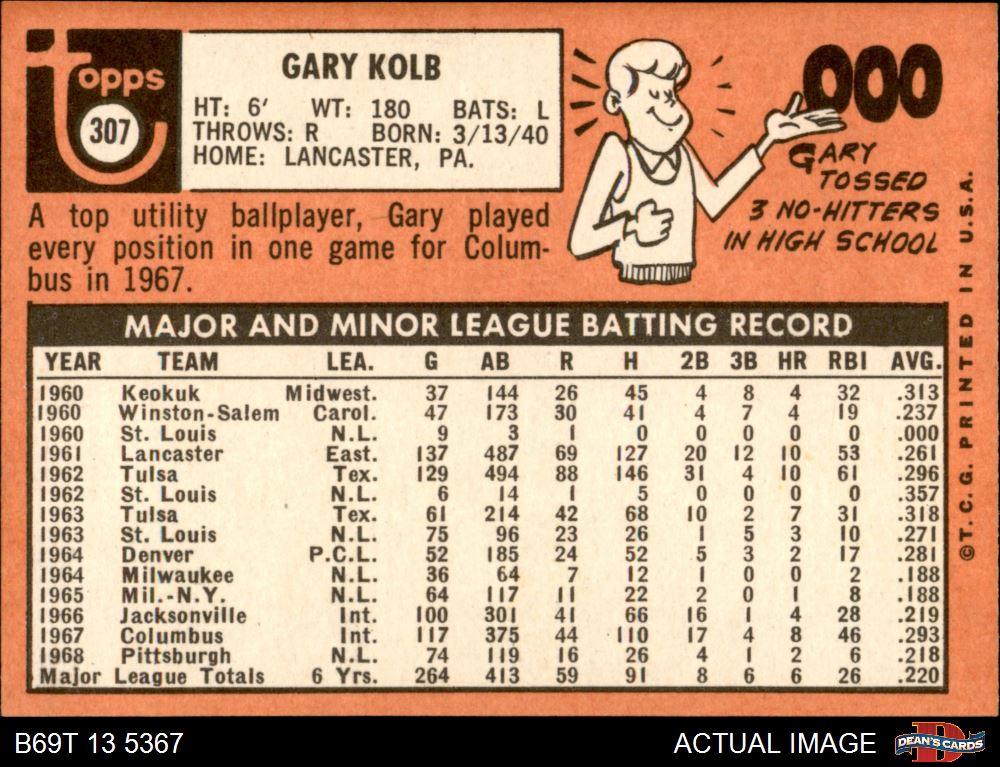 Topps
307
GARY KOLB
HT: 6' WT: 180 BATS: L
THROWS: R BORN: 3/13/40
HOME: LANCASTER, PA.
A top utility ballplayer, Gary played
every position in one game for Colum-
bus in 1967.
000
GARY
TOSSED
3 NO-HITTERS
IN HIGH SCHOOL
MAJOR AND MINOR LEAGUE BATTING RECORD
YEAR TEAM LEA. G AB R H 2B 3B HR RBI AVG.
1960 Keokuk Midwest. 37 144 26 45 4 8 4 32 .313
1960 Winston-Salem Carol. 47 173 30 41 4 7 4 19 .237
1960 St. Louis N.L. 9 3 1 0 0 0 0 0 .000
1961 Lancaster East. 137 487 69 127 20 12 10 53 .261
1962 Tulsa Tex. 129 494 88 146 31 4 10 61 .296
1962 St. Louis N.L. 6 14 1 5 0 0 0 0 .357
1963 Tulsa Tex. 61 214 42 68 10 2 7 31 .318
1963 St. Louis N.L. 75 96 23 26 1 5 3 10 .271
1964 Denver P.C.L. 52 185 24 52 5 3 2 17 .281
1964 Milwaukee N.L. 36 64 7 12 1 0 0 2 .188
1965 Mil.-N.Y. N.L. 64 117 11 22 2 0 1 8 .188
1966 Jacksonville Int. 100 301 41 66 16 1 4 28 .219
1967 Columbus Int. 117 375 44 110 17 4 8 46 .293
1968 Pittsburgh N.L. 74 119 16 26 4 1 2 6 .218
Major League Totals 6 Yrs. 264 413 59 91 8 6 6 26 .220
©T.C.G. PRINTED IN U.S.A.
B69T 13 5367
ACTUAL IMAGE
D
DEAN'S CARDS